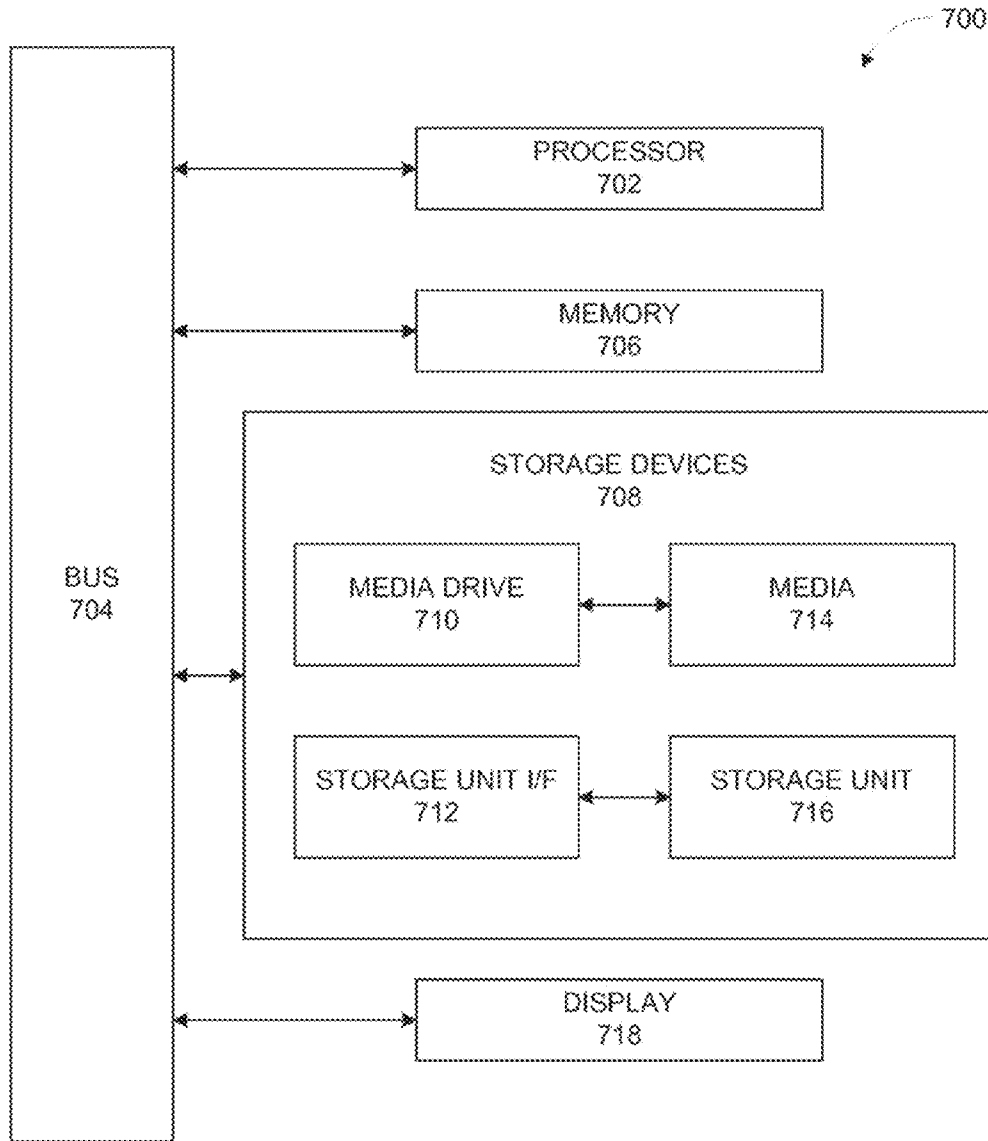 700
PROCESSOR
702
MEMORY
706
STORAGE DEVICES
708
BUS
704
MEDIA DRIVE
710
MEDIA
714
STORAGE UNIT I/F
712
STORAGE UNIT
716
DISPLAY
718